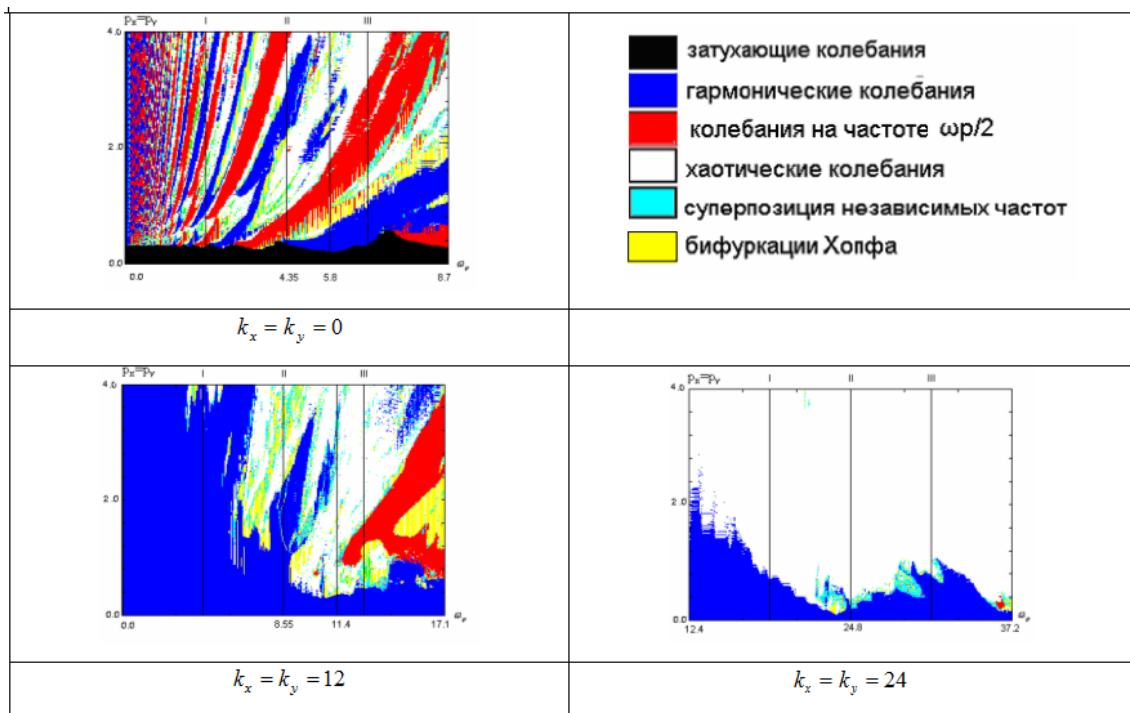 Px=Py I II III
4.0
2.0
0.0
0.0 4.35 5.8 8.7 ωp
затухающие колебания
гармонические колебания
колебания на частоте ωp/2
хаотические колебания
суперпозиция независимых частот
бифуркации Хопфа
kx = ky = 0
Px=Py I II III
4.0
2.0
0.0
0.0 8.55 11.4 17.1 ωp
Px=Py I II III
4.0
2.0
0.0
12.4 24.8 37.2 ωp
kx = ky = 12
kx = ky = 24